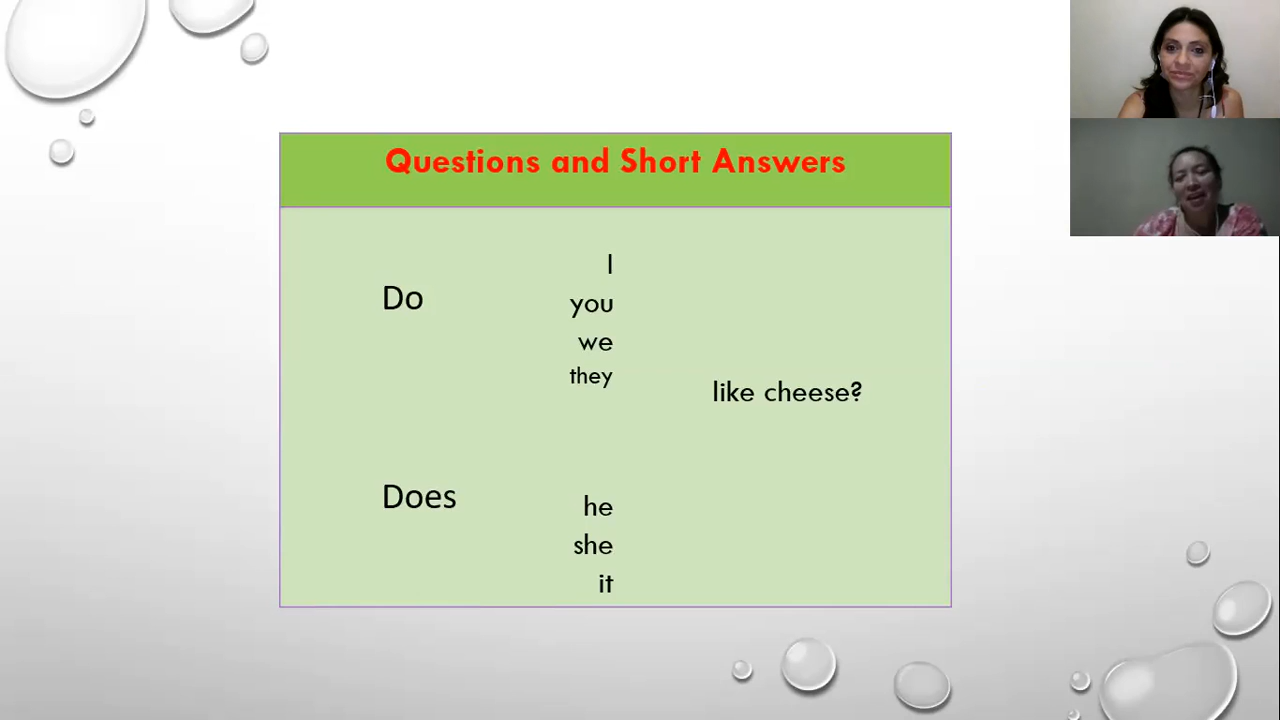 Questions and Short Answers
Do
I
you
we
they
like cheese?
Does
he
she
it